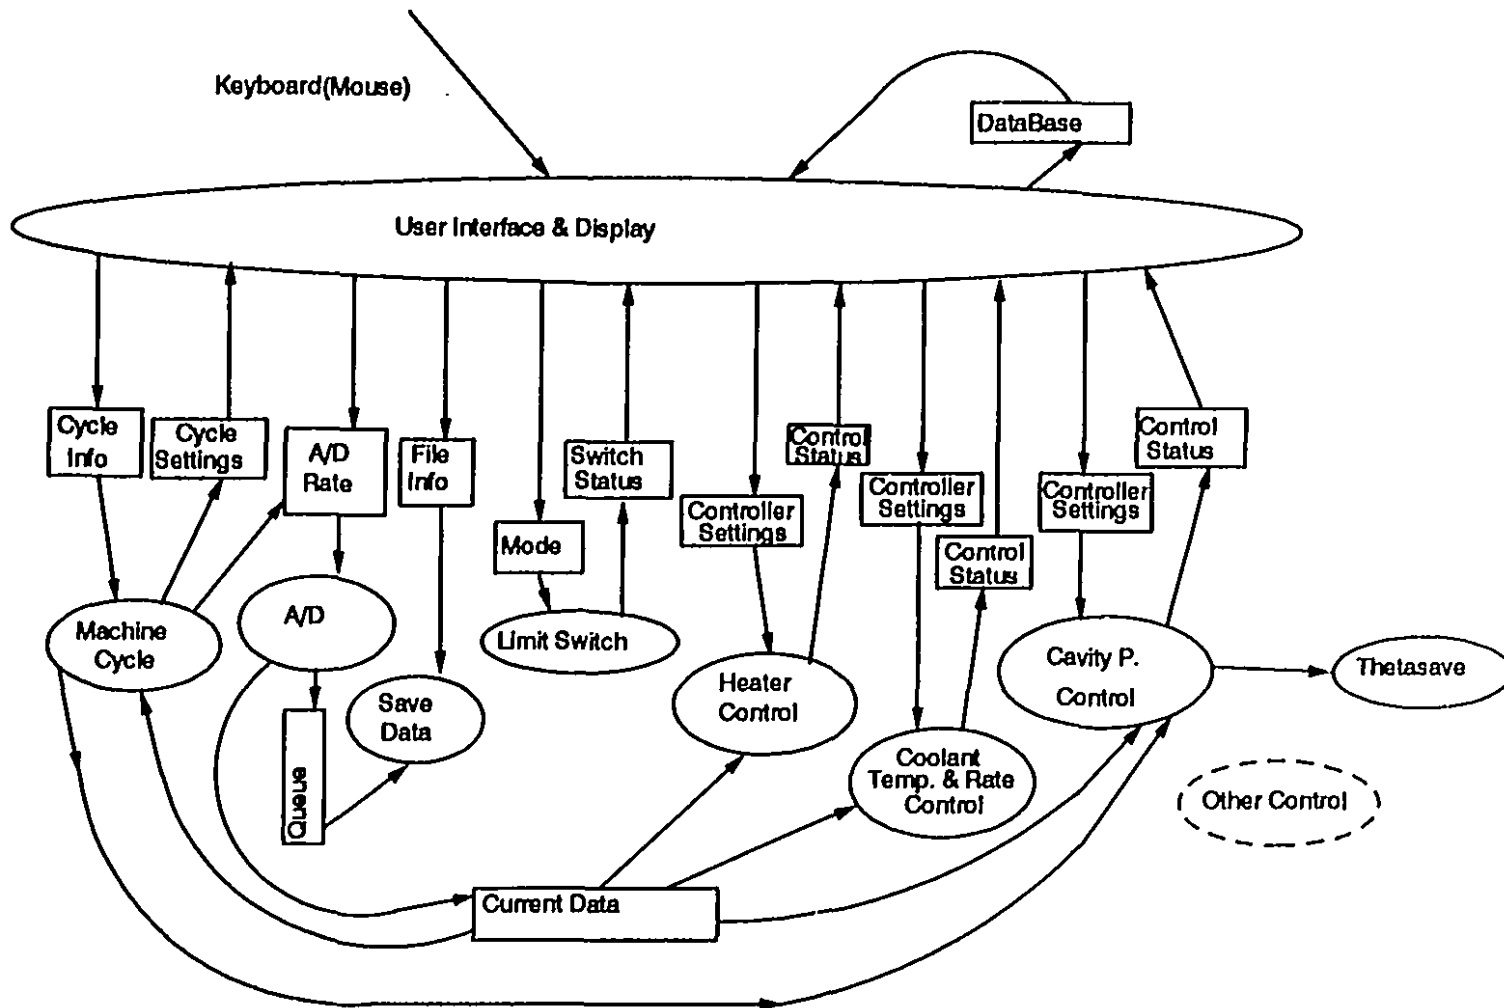 Keyboard(Mouse)
DataBase
User Interface & Display
Cycle
Info
Cycle
Settings
A/D
Rate
File
Info
Switch
Status
Control
Status
Controller
Settings
Control
Status
Controller
Settings
Controller
Settings
Mode
Control
Status
Machine
Cycle
A/D
Limit Switch
Save
Data
Queue
Heater
Control
Coolant
Temp. & Rate
Control
Cavity P.
Control
Thetasave
Other Control
Current Data